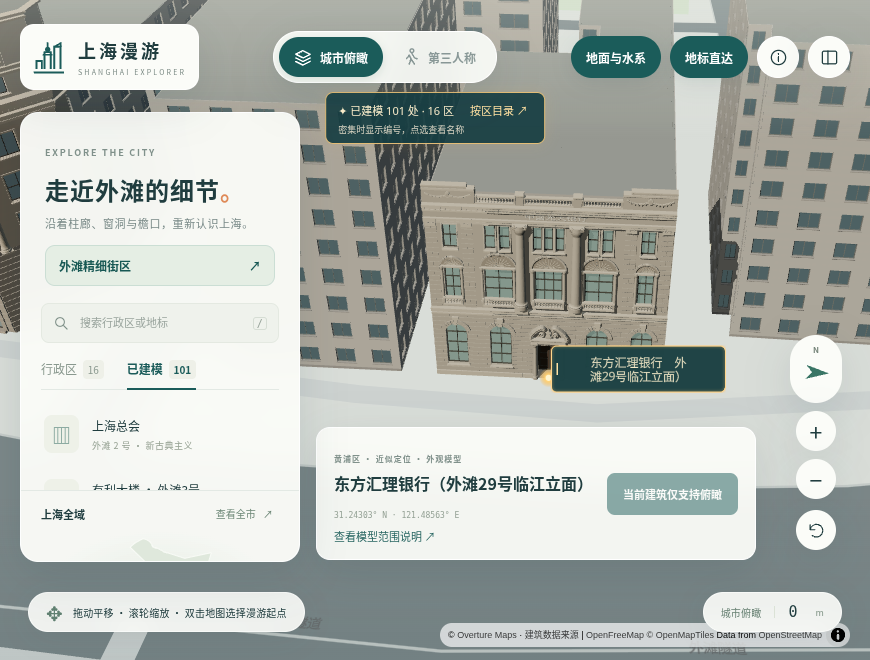 上海漫游
SHANGHAI EXPLORER
城市俯瞰
第三人称
地面与水系
地标直达
✦ 已建模 101 处 · 16 区 按区目录 ↗
密集时显示编号，点选查看名称
EXPLORE THE CITY
走近外滩的细节。
沿着柱廊、窗洞与檐口，重新认识上海。
外滩精细街区 ↗
搜索行政区或地标 /
行政区 16
已建模 101
上海总会
外滩 2 号 · 新古典主义
有利大楼 · 外滩3号
上海全域
查看全市 ↗
东方汇理银行 外
滩29号临江立面）
N
+
−
黄浦区 · 近似定位 · 外观模型
东方汇理银行（外滩29号临江立面）
31.24303° N · 121.48563° E
查看模型范围说明 ↗
当前建筑仅支持俯瞰
拖动平移 · 滚轮缩放 · 双击地图选择漫游起点
城市俯瞰 0 m
© Overture Maps · 建筑数据来源 | OpenFreeMap © OpenMapTiles Data from OpenStreetMap
外滩隧道